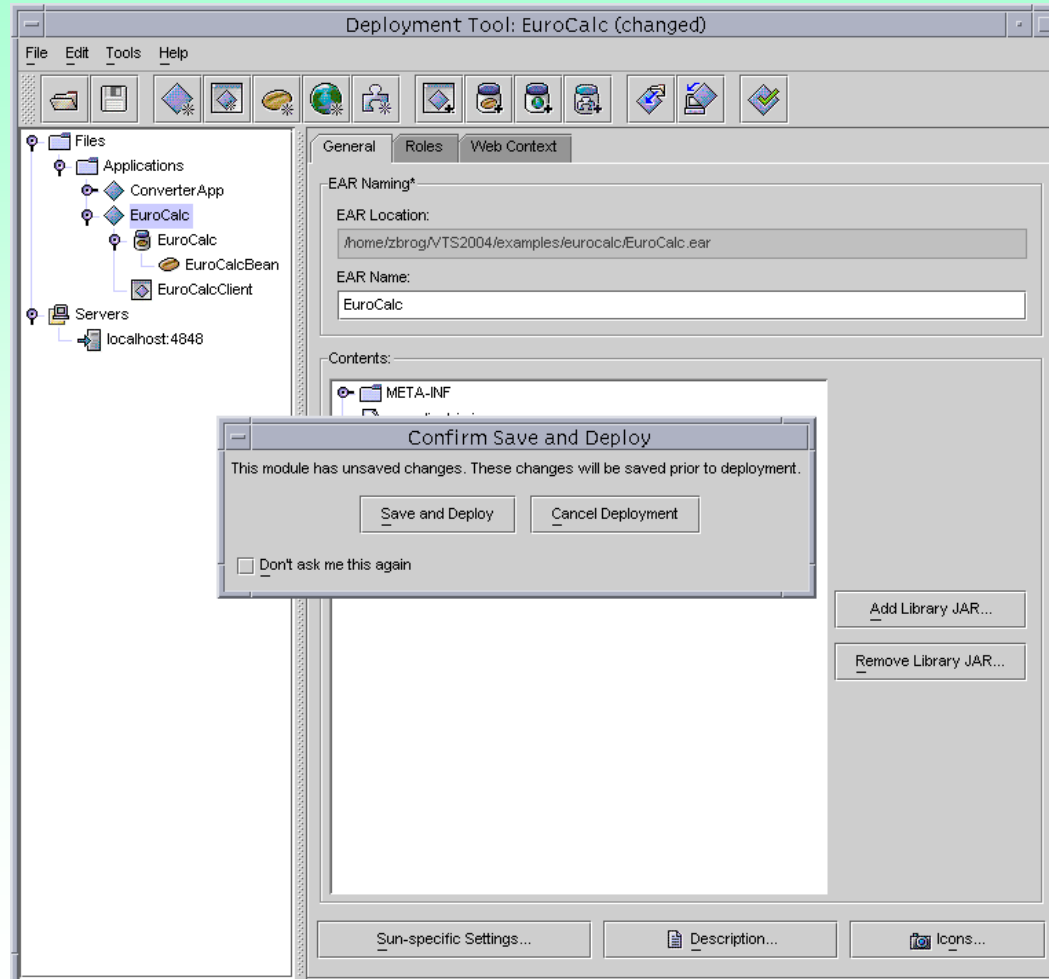 Deployment Tool: EuroCalc (changed)
File Edit Tools Help
Files
Applications
ConverterApp
EuroCalc
EuroCalc
EuroCalcBean
EuroCalcClient
Servers
localhost:4848
General Roles Web Context
EAR Naming*
EAR Location:
/home/zbrog/VTS2004/examples/eurocalc/EuroCalc.ear
EAR Name:
EuroCalc
Contents:
META-INF
Confirm Save and Deploy
This module has unsaved changes. These changes will be saved prior to deployment.
Save and Deploy Cancel Deployment
Don't ask me this again
Add Library JAR...
Remove Library JAR...
Sun-specific Settings... Description... Icons...